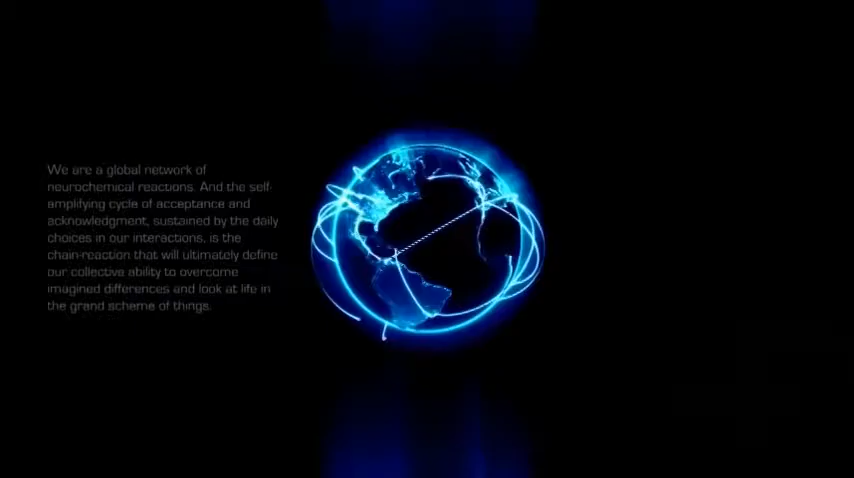 We are a global network of
neurochemical reactions. And the self-
amplifying cycle of acceptance and
acknowledgment, sustained by the daily
choices in our interactions, is the
chain-reaction that will ultimately define
our collective ability to overcome
imagined differences and look at life in
the grand scheme of things.